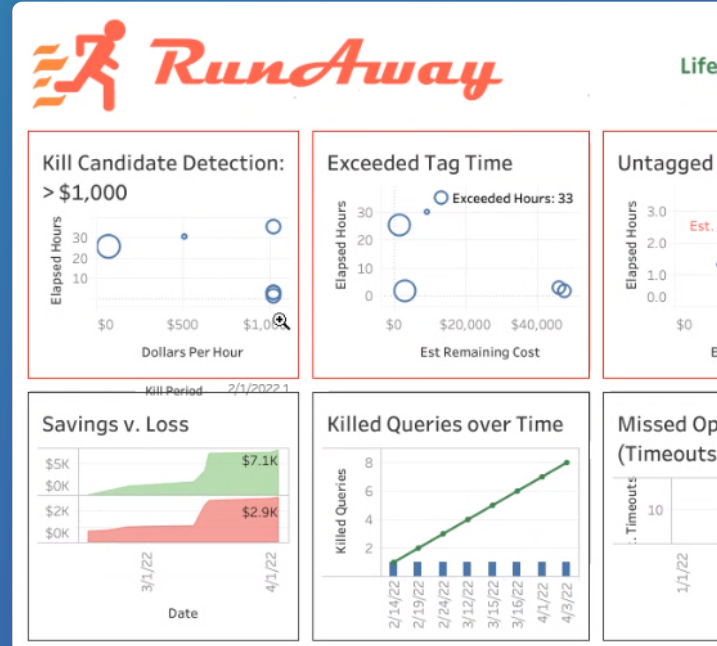 RunAway
Life
Kill Candidate Detection:
> $1,000
Elapsed Hours
30
20
10
$0
$500
Dollars Per Hour
Exceeded Tag Time
Exceeded Hours: 33
Elapsed Hours
30
20
10
0
$0
$20,000
$40,000
Est Remaining Cost
Untagged
Est.
Elapsed Hours
3.0
2.0
1.0
0.0
$0
E
Kill Period
2/1/2022 1
Savings v. Loss
$5K
$0K
$2K
$0K
$7.1K
$2.9K
3/1/22
4/1/22
Date
Killed Queries over Time
Killed Queries
8
6
4
2
2/14/22
2/19/22
2/24/22
3/12/22
3/15/22
3/16/22
4/1/22
4/3/22
Missed Op
(Timeouts
. Timeouts
10
1/1/22